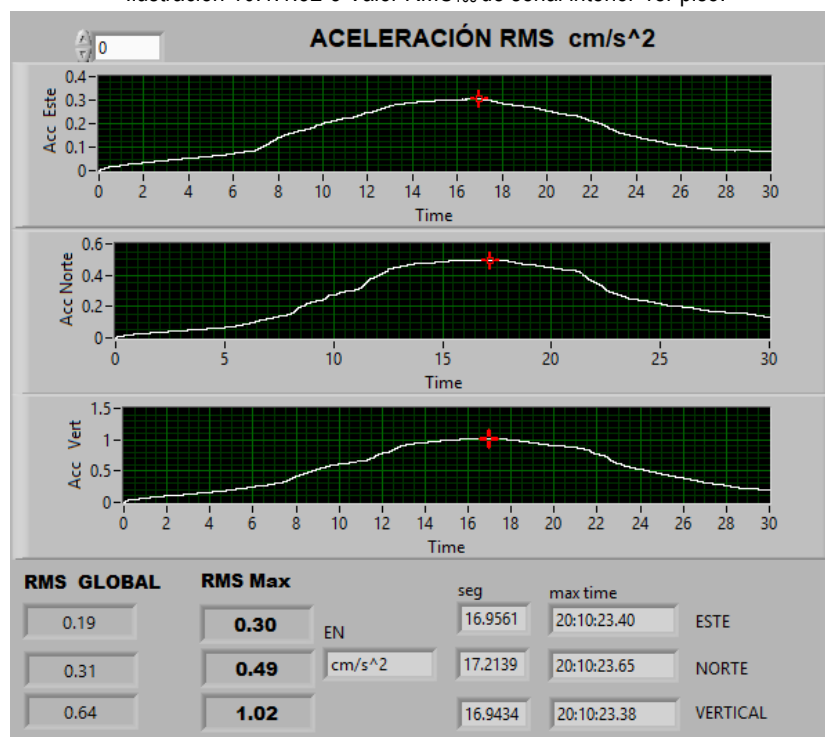 Valor RMS de señal interior 1er piso.
0
ACELERACIÓN RMS cm/s^2
0.4
0.3
0.2
0.1
0
Acc Este
0 2 4 6 8 10 12 14 16 18 20 22 24 26 28 30
Time
0.6
0.4
0.2
0
Acc Norte
0 5 10 15 20 25 30
Time
1.5
1
0.5
0
Acc Vert
0 2 4 6 8 10 12 14 16 18 20 22 24 26 28 30
Time
RMS GLOBAL RMS Max seg max time
0.19 0.30 EN 16.9561 20:10:23.40 ESTE
0.31 0.49 cm/s^2 17.2139 20:10:23.65 NORTE
0.64 1.02 16.9434 20:10:23.38 VERTICAL